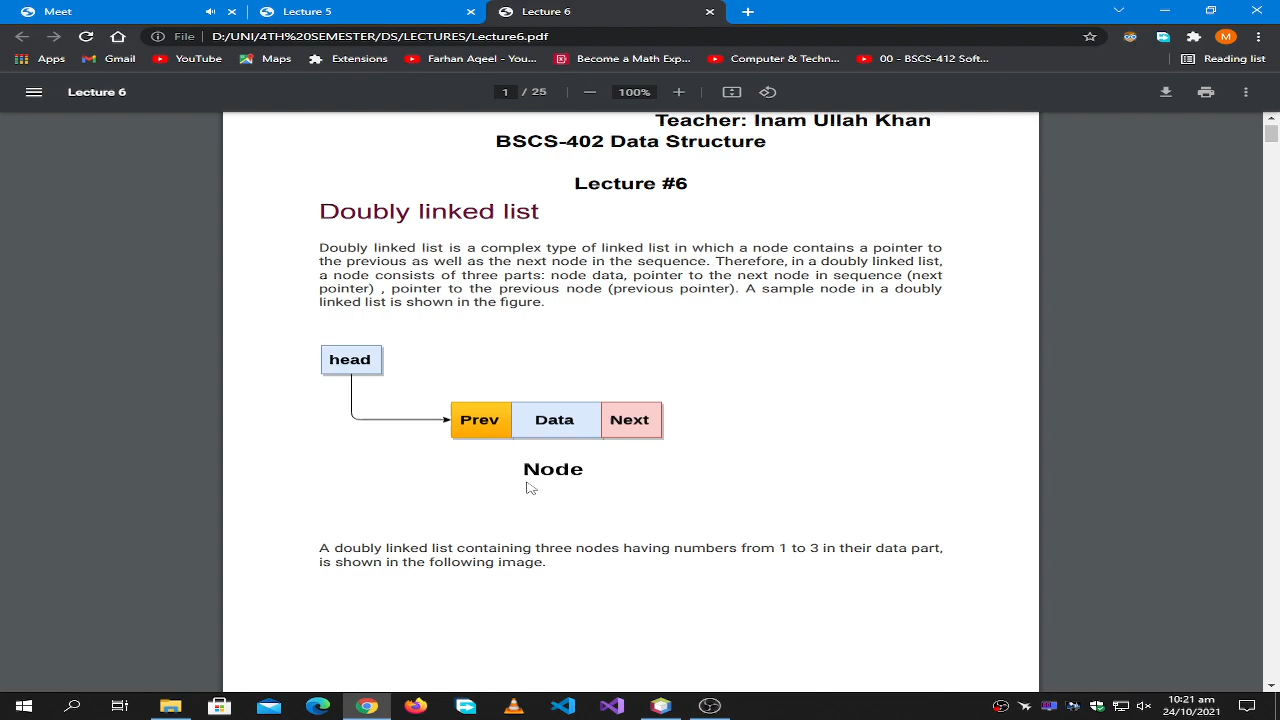 Meet
Lecture 5
Lecture 6
File
D:/UNI/4TH%20SEMESTER/DS/LECTURES/Lecture6.pdf
M
Apps
Gmail
YouTube
Maps
Extensions
Farhan Aqeel - You...
Become a Math Exp...
Computer & Techn...
00 - BSCS-412 Soft...
Reading list
Lecture 6
1 / 25
100%
Teacher: Inam Ullah Khan
BSCS-402 Data Structure
Lecture #6
Doubly linked list
Doubly linked list is a complex type of linked list in which a node contains a pointer to
the previous as well as the next node in the sequence. Therefore, in a doubly linked list,
a node consists of three parts: node data, pointer to the next node in sequence (next
pointer) , pointer to the previous node (previous pointer). A sample node in a doubly
linked list is shown in the figure.
head
Prev
Data
Next
Node
A doubly linked list containing three nodes having numbers from 1 to 3 in their data part,
is shown in the following image.
10:21 am
24/10/2021